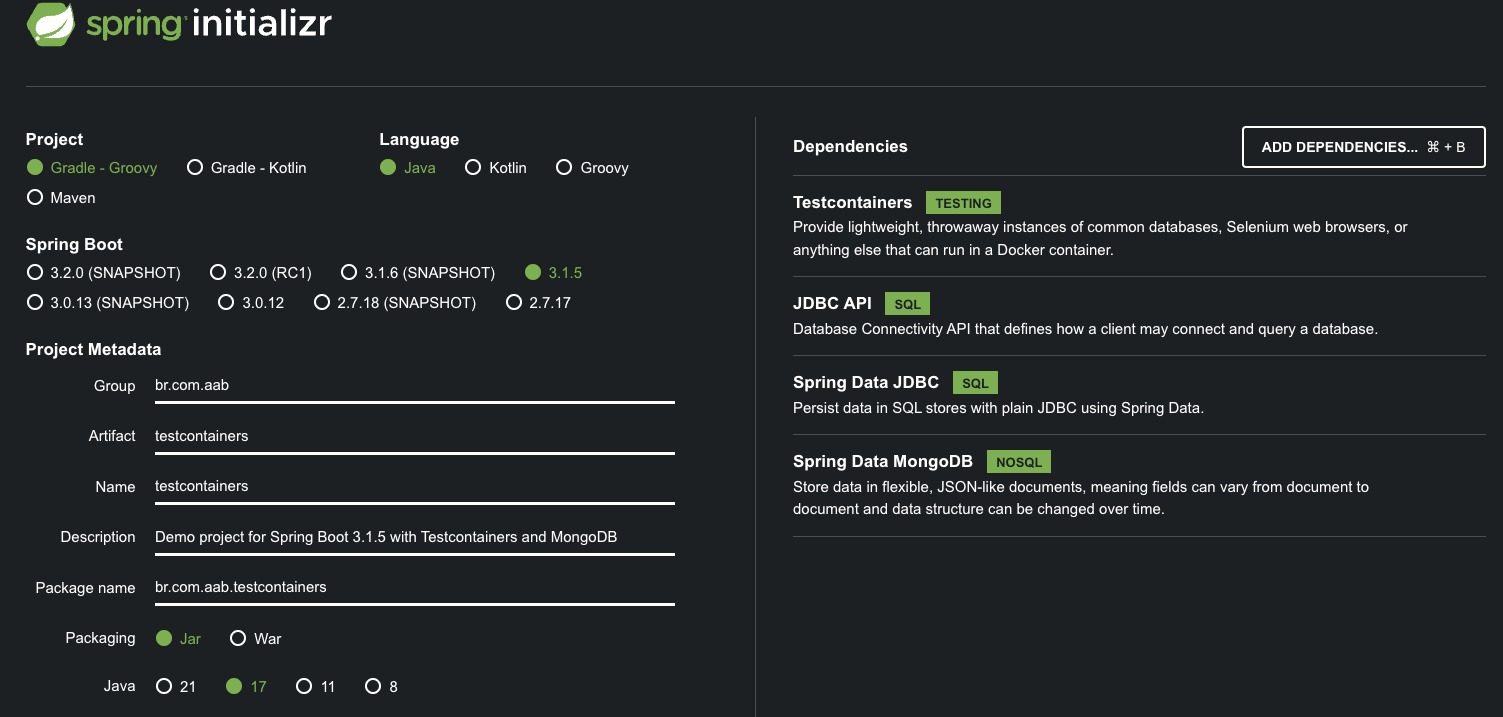 spring initializr
Project
Gradle - Groovy Gradle - Kotlin
Maven
Language
Java Kotlin Groovy
Spring Boot
3.2.0 (SNAPSHOT) 3.2.0 (RC1) 3.1.6 (SNAPSHOT) 3.1.5
3.0.13 (SNAPSHOT) 3.0.12 2.7.18 (SNAPSHOT) 2.7.17
Project Metadata
Group br.com.aab
Artifact testcontainers
Name testcontainers
Description Demo project for Spring Boot 3.1.5 with Testcontainers and MongoDB
Package name br.com.aab.testcontainers
Packaging Jar War
Java 21 17 11 8
Dependencies ADD DEPENDENCIES... ⌘ + B
Testcontainers TESTING
Provide lightweight, throwaway instances of common databases, Selenium web browsers, or
anything else that can run in a Docker container.
JDBC API SQL
Database Connectivity API that defines how a client may connect and query a database.
Spring Data JDBC SQL
Persist data in SQL stores with plain JDBC using Spring Data.
Spring Data MongoDB NOSQL
Store data in flexible, JSON-like documents, meaning fields can vary from document to
document and data structure can be changed over time.